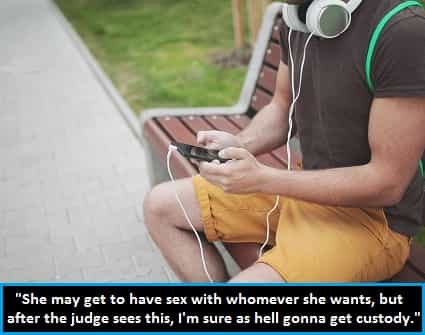 "She may get to have sex with whomever she wants, but
after the judge sees this, I'm sure as hell gonna get custody."